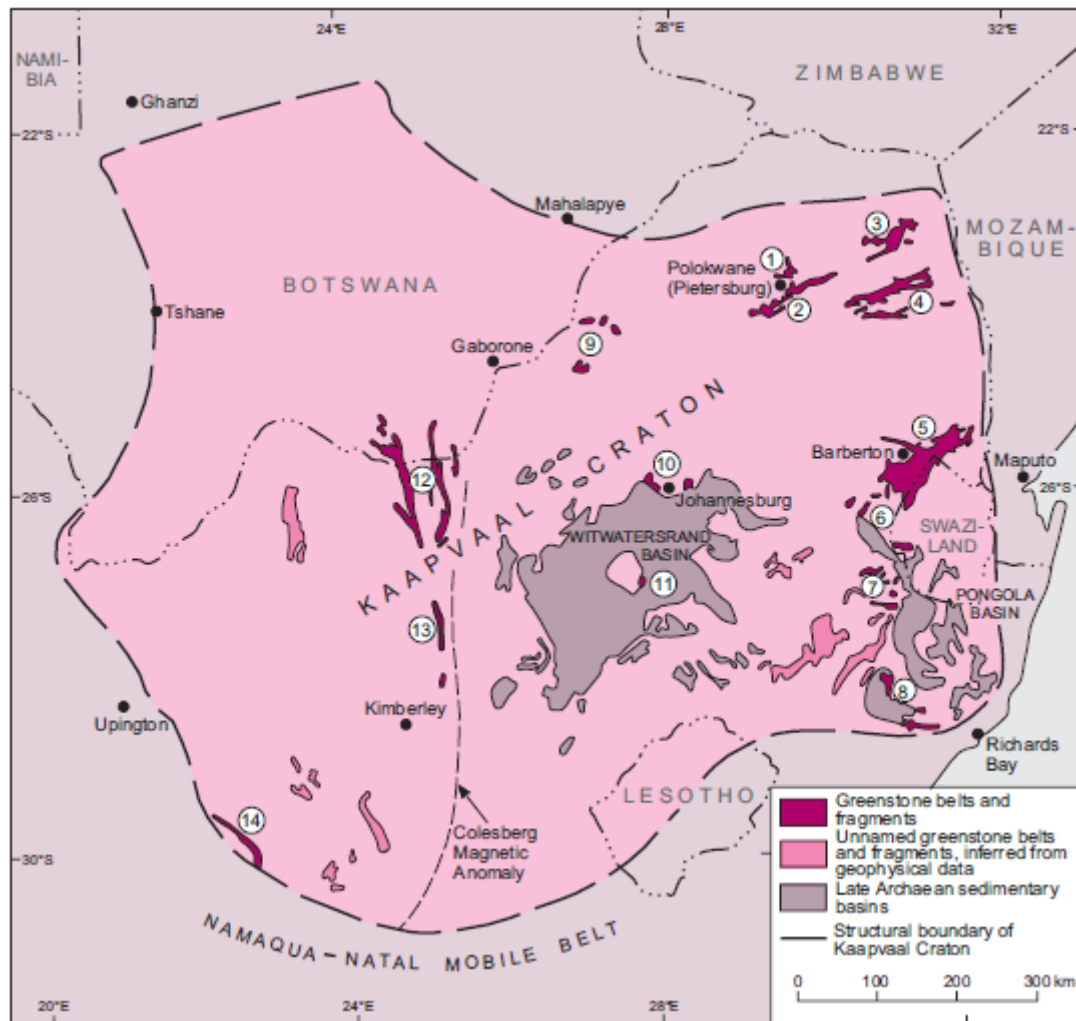 24°E
28°E
32°E
NAMI-
BIA
ZIMBABWE
Ghanzi
22°S
22°S
Mahalapye
MOZAM-
BIQUE
3
1
Polokwane
(Pietersburg)
BOTSWANA
2
4
Tshane
9
Gaborone
KAAPVAAL CRATON
5
Barberton
Maputo
10
12
26°S
26°S
Johannesburg
6
SWAZI-
LAND
WITWATERSRAND
BASIN
11
7
PONGOLA
BASIN
13
8
Kimberley
Upington
Richards
Bay
LESOTHO
14
Colesberg
Magnetic
Anomaly
30°S
NAMAQUA–NATAL MOBILE BELT
Greenstone belts and
fragments
Unnamed greenstone belts
and fragments, inferred from
geophysical data
Late Archaean sedimentary
basins
Structural boundary of
Kaapvaal Craton
0 100 200 300 km
20°E
24°E
28°E